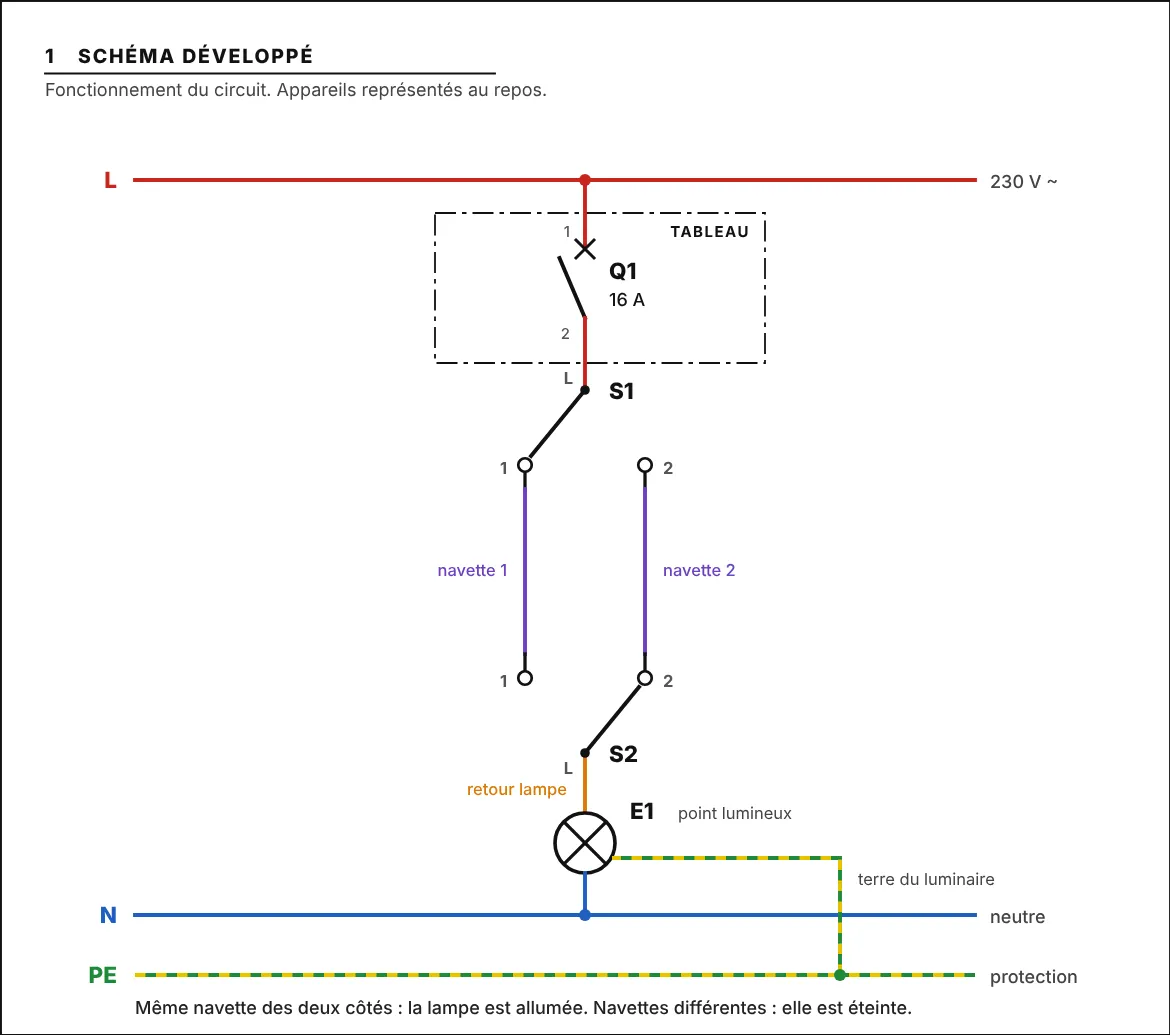 1 SCHÉMA DÉVELOPPÉ
Fonctionnement du circuit. Appareils représentés au repos.
L
230 V ~
1
TABLEAU
Q1
16 A
2
L
S1
1
2
navette 1
navette 2
1
2
S2
L
retour lampe
E1 point lumineux
terre du luminaire
N
neutre
PE
protection
Même navette des deux côtés : la lampe est allumée. Navettes différentes : elle est éteinte.